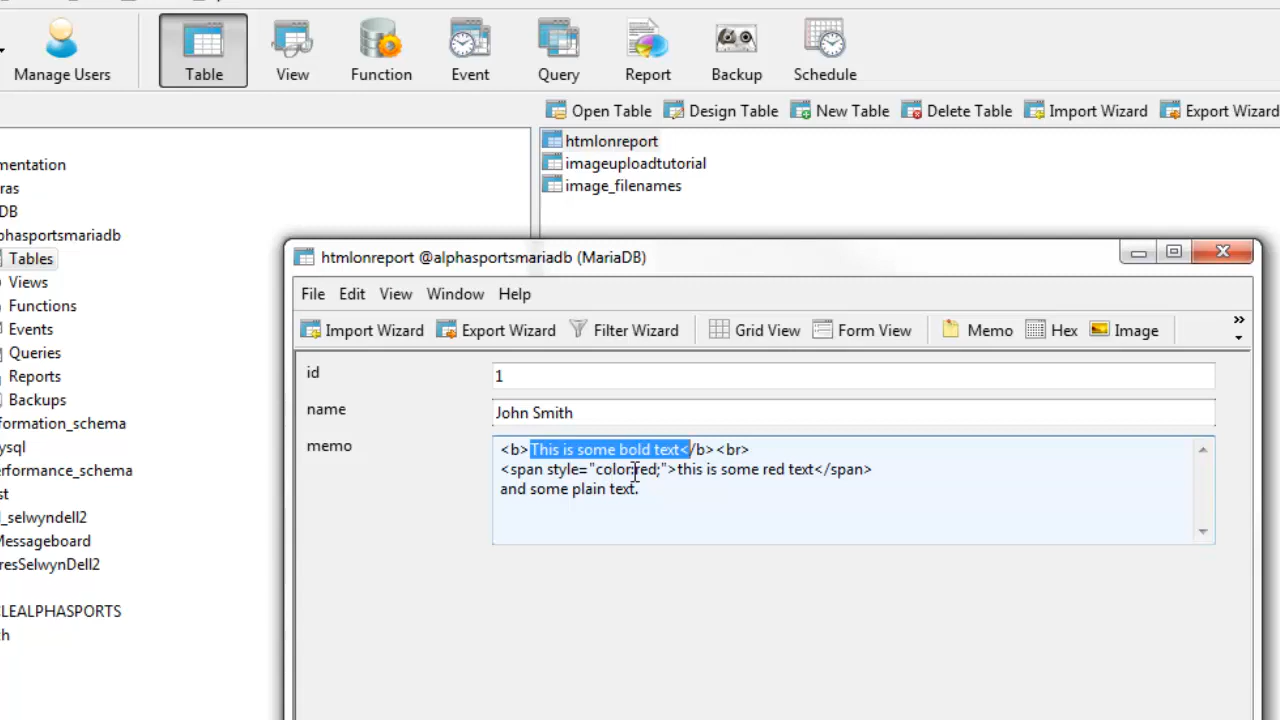 Manage Users
Table
View
Function
Event
Query
Report
Backup
Schedule
Open Table
Design Table
New Table
Delete Table
Import Wizard
Export Wizard
mentation
ras
DB
phasportsmariadb
Tables
Views
Functions
Events
Queries
Reports
Backups
formation_schema
ysql
erformance_schema
st
l_selwyndell2
Messageboard
resSelwynDell2
CLEALPHASPORTS
th
htmlonreport
imageuploadtutorial
image_filenames
htmlonreport @alphasportsmariadb (MariaDB)
File Edit View Window Help
Import Wizard Export Wizard Filter Wizard Grid View Form View Memo Hex Image »
id 1
name John Smith
memo <b>This is some bold text</b><br>
<span style="color:red;">this is some red text</span>
and some plain text.